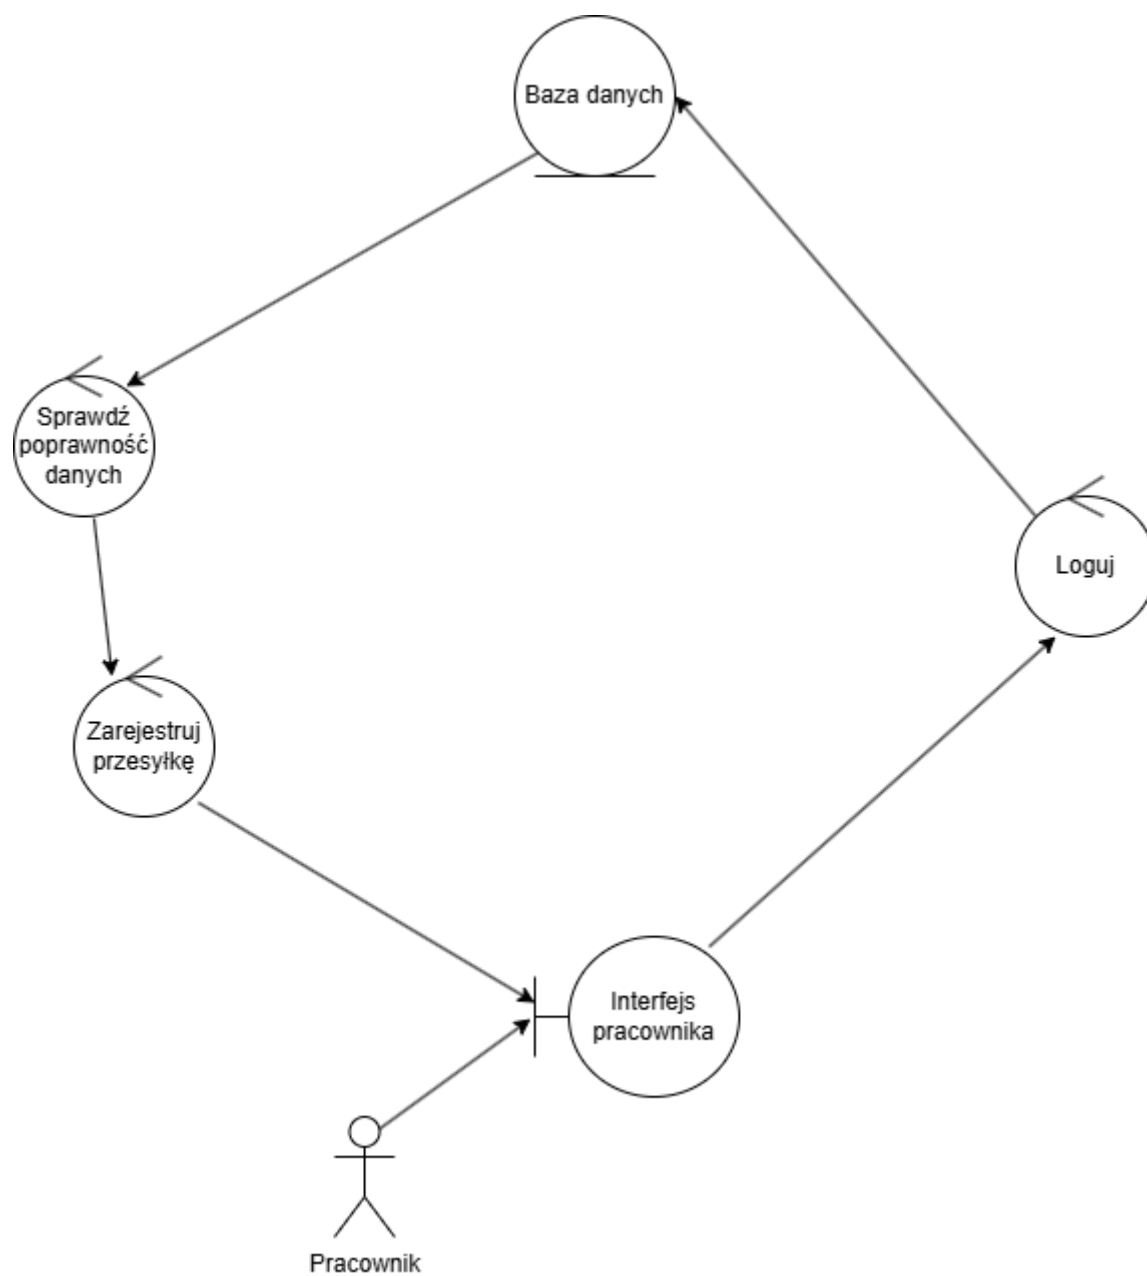 Baza danych
Sprawdź
poprawność
danych
Loguj
Zarejestruj
przesyłkę
Interfejs
pracownika
Pracownik